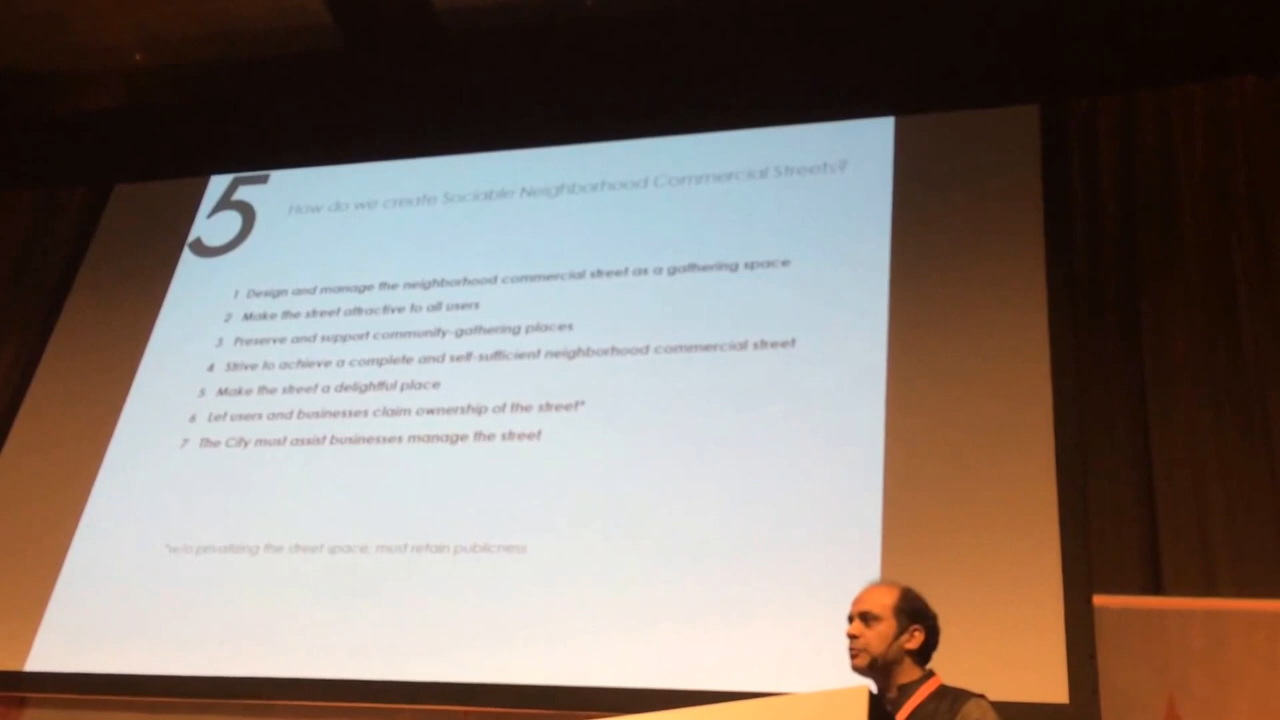 5
How do we create Sociable Neighborhood Commercial Streets?
1 Design and manage the neighborhood commercial street as a gathering space
2 Make the street attractive to all users
3 Preserve and support community-gathering places
4 Strive to achieve a complete and self-sufficient neighborhood commercial street
5 Make the street a delightful place
6 Let users and businesses claim ownership of the street*
7 The City must assist businesses manage the street
*w/o privatizing the street space; must retain publicness